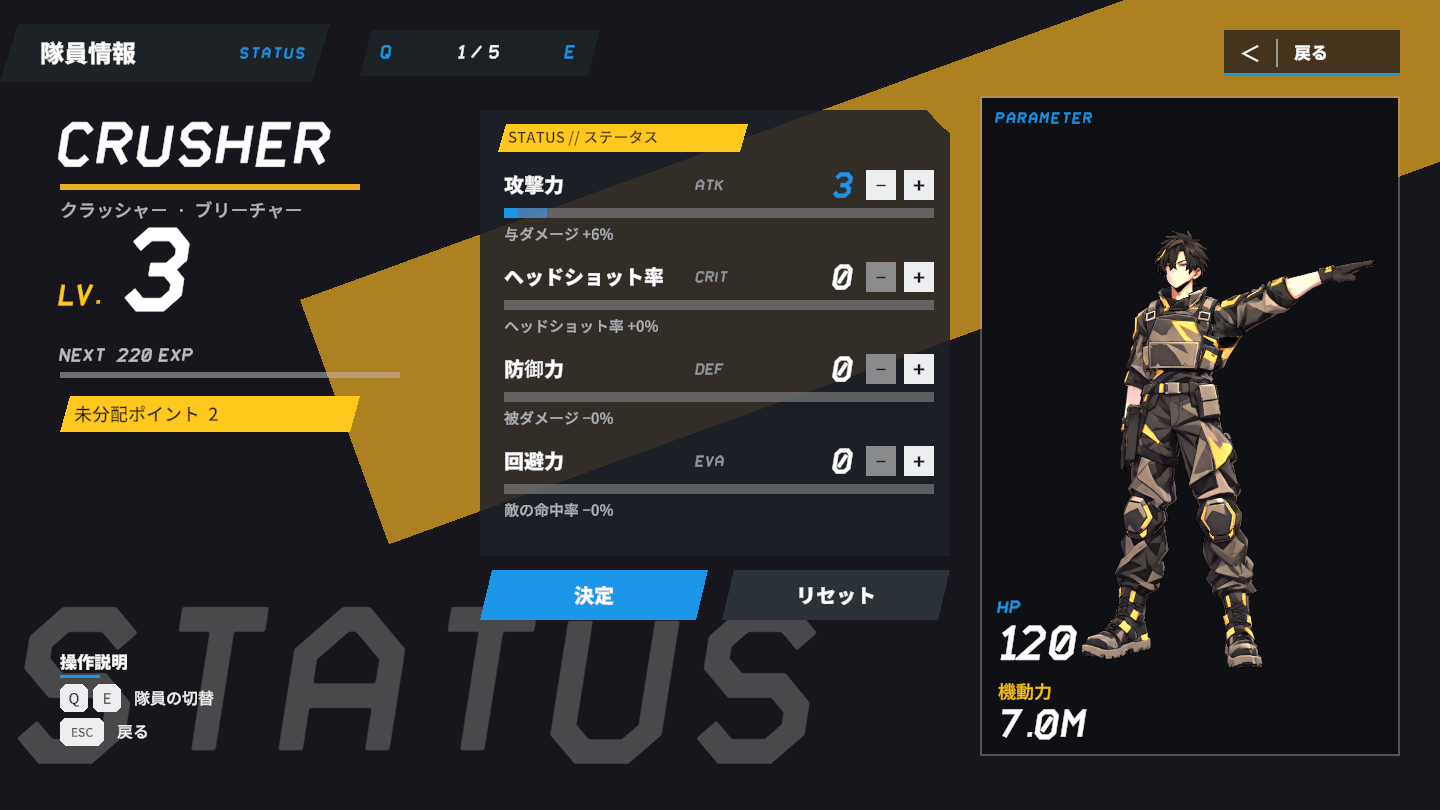 隊員情報 STATUS
Q 1 / 5 E
< 戻る
CRUSHER
クラッシャー · ブリーチャー
LV. 3
NEXT 220 EXP
未分配ポイント 2
STATUS // ステータス
攻撃力 ATK 3 − +
与ダメージ +6%
ヘッドショット率 CRIT 0 − +
ヘッドショット率 +0%
防御力 DEF 0 − +
被ダメージ −0%
回避力 EVA 0 − +
敵の命中率 −0%
決定 リセット
PARAMETER
HP
120
機動力
7.0M
STATUS
操作説明
Q E 隊員の切替
ESC 戻る